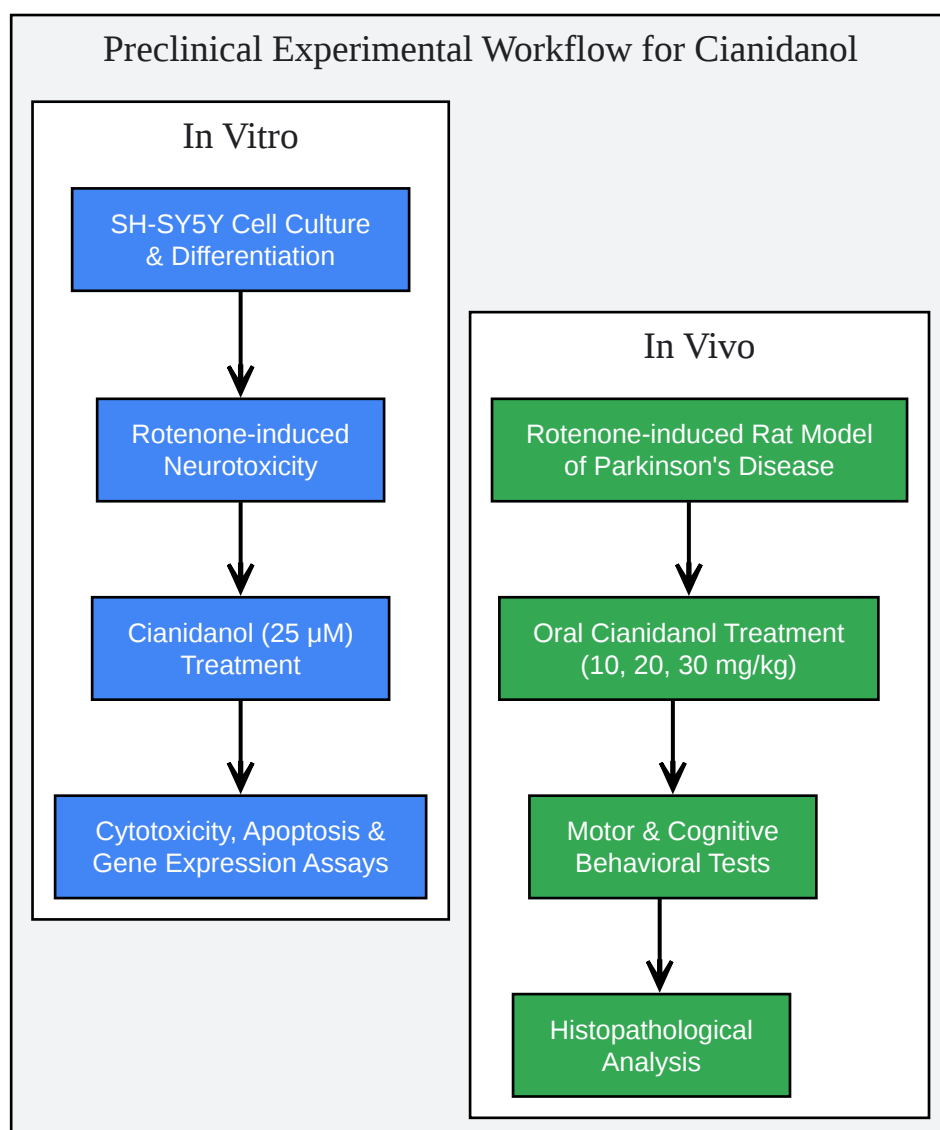 Preclinical Experimental Workflow for Cianidanol
In Vitro
SH-SY5Y Cell Culture
& Differentiation
Rotenone-induced
Neurotoxicity
Cianidanol (25 μM)
Treatment
Cytotoxicity, Apoptosis &
Gene Expression Assays
In Vivo
Rotenone-induced Rat Model
of Parkinson's Disease
Oral Cianidanol Treatment
(10, 20, 30 mg/kg)
Motor & Cognitive
Behavioral Tests
Histopathological
Analysis